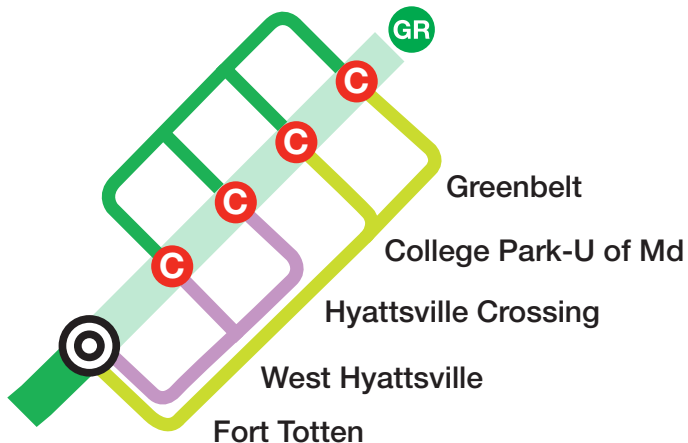 GR
C
C
C
C
Greenbelt
College Park-U of Md
Hyattsville Crossing
West Hyattsville
Fort Totten